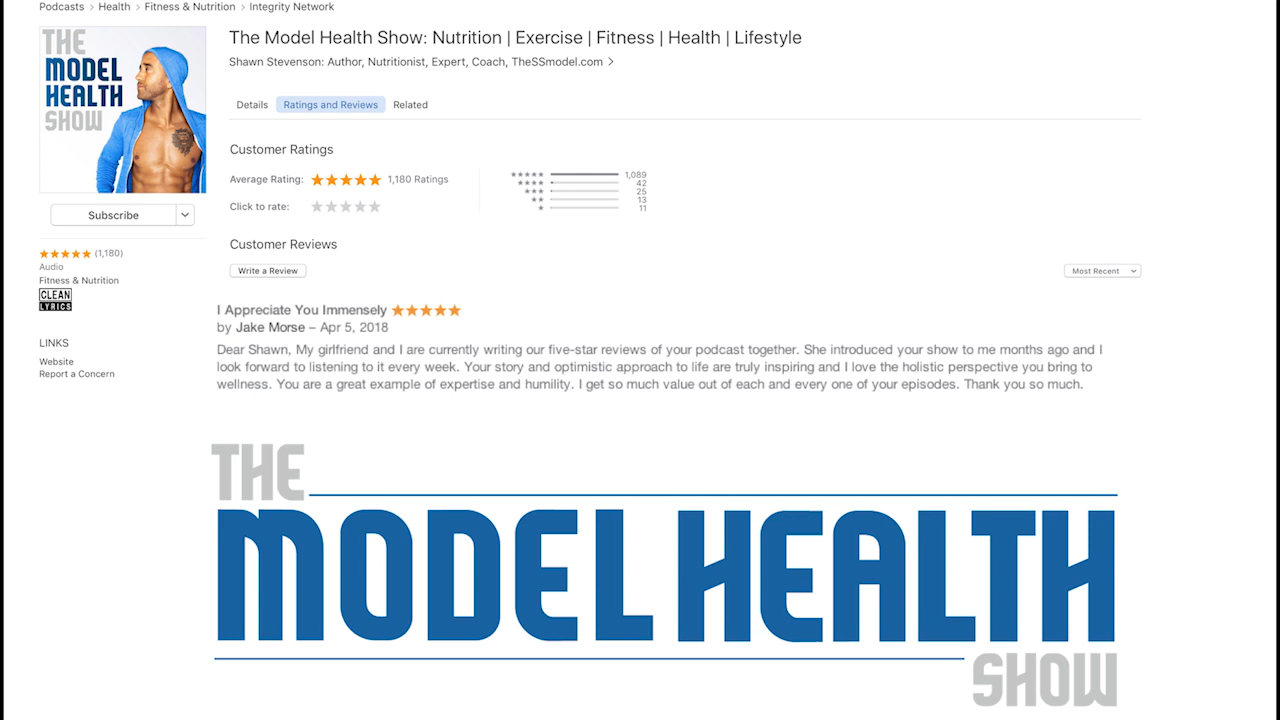 Podcasts > Health > Fitness & Nutrition > Integrity Network
THE
MODEL
HEALTH
SHOW
Subscribe
★★★★★ (1,180)
Audio
Fitness & Nutrition
CLEAN
LYRICS
LINKS
Website
Report a Concern
The Model Health Show: Nutrition | Exercise | Fitness | Health | Lifestyle
Shawn Stevenson: Author, Nutritionist, Expert, Coach, TheSSmodel.com >
Details Ratings and Reviews Related
Customer Ratings
Average Rating: ★★★★★ 1,180 Ratings
Click to rate: ★★★★★
★★★★★ 1,089
★★★★ 42
★★★ 25
★★ 13
★ 11
Customer Reviews
Write a Review Most Recent
I Appreciate You Immensely ★★★★★
by Jake Morse – Apr 5, 2018
Dear Shawn, My girlfriend and I are currently writing our five-star reviews of your podcast together. She introduced your show to me months ago and I
look forward to listening to it every week. Your story and optimistic approach to life are truly inspiring and I love the holistic perspective you bring to
wellness. You are a great example of expertise and humility. I get so much value out of each and every one of your episodes. Thank you so much.
THE
MODEL HEALTH
SHOW